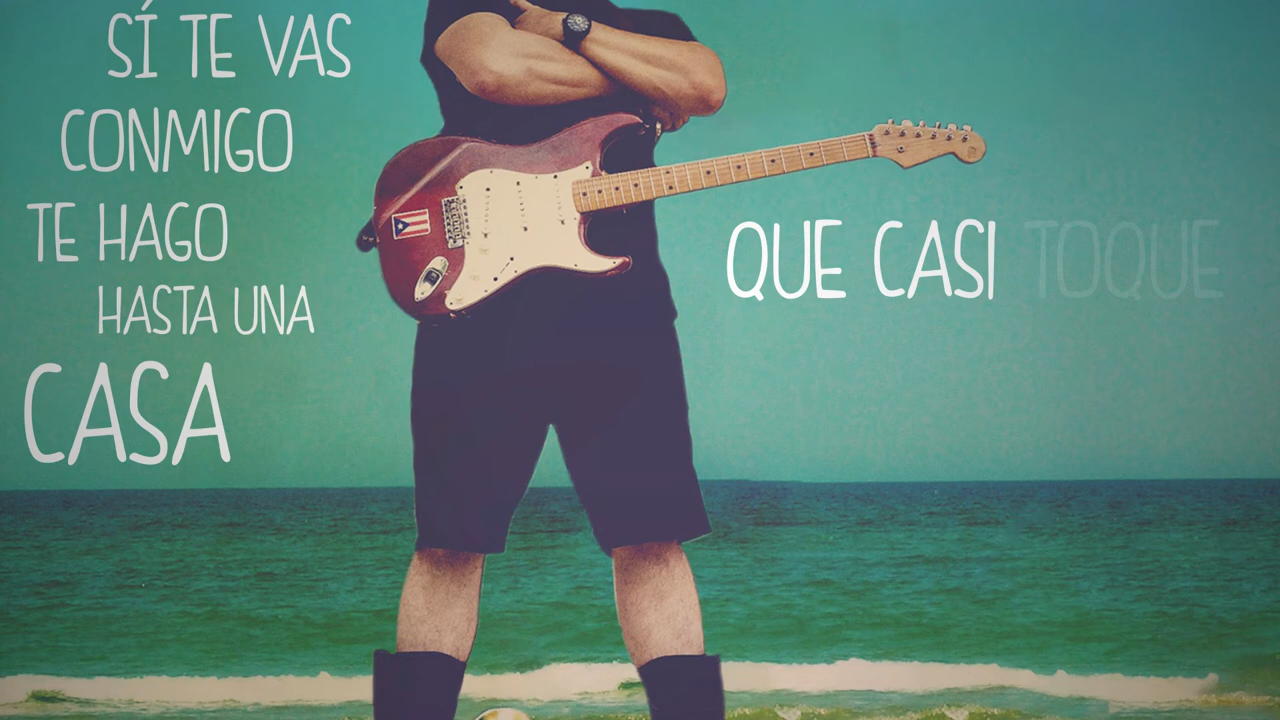 SÍ TE VAS
CONMIGO
TE HAGO
HASTA UNA
CASA
QUE CASI TOQUE